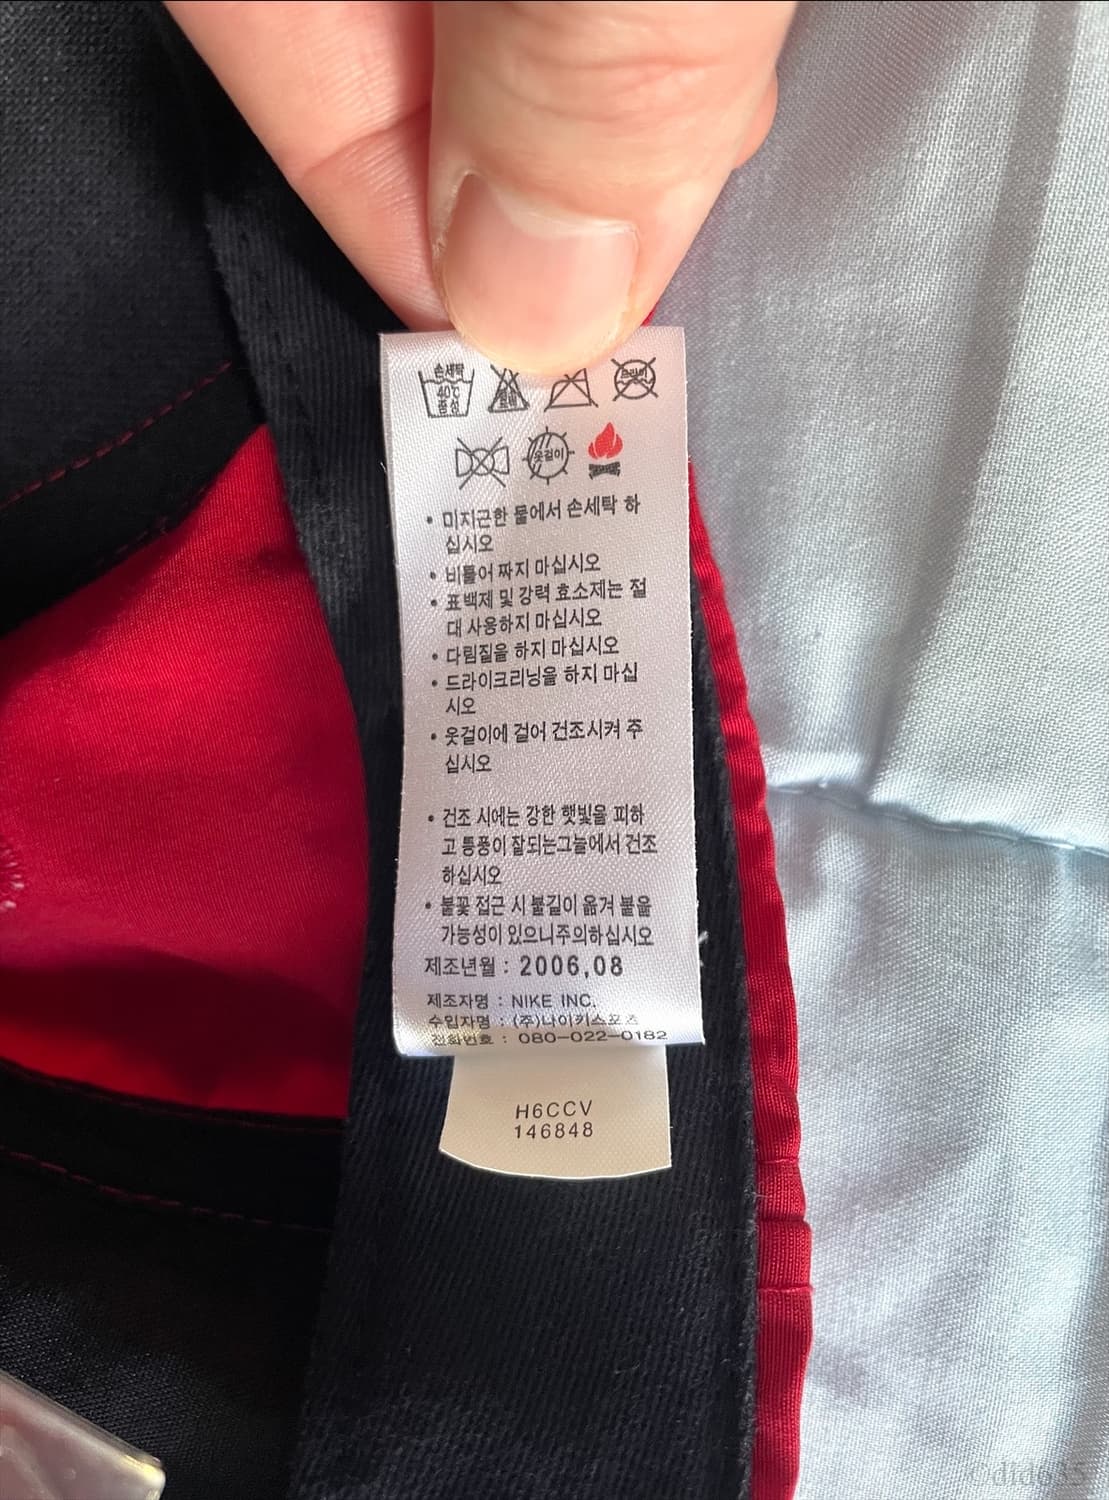 손세탁
40℃
중성
드라이
옷걸이
• 미지근한 물에서 손세탁 하
십시오
• 비틀어 짜지 마십시오
• 표백제 및 강력 효소제는 절
대 사용하지 마십시오
• 다림질을 하지 마십시오
• 드라이크리닝을 하지 마십
시오
• 옷걸이에 걸어 건조시켜 주
십시오
• 건조 시에는 강한 햇빛을 피하
고 통풍이 잘되는그늘에서 건조
하십시오
• 불꽃 접근 시 불길이 옮겨 붙을
가능성이 있으니주의하십시오
제조년월 : 2006,08
제조자명 : NIKE INC.
수입자명 : (주)나이키스포츠
전화번호 : 080-022-0182
H6CCV
146848